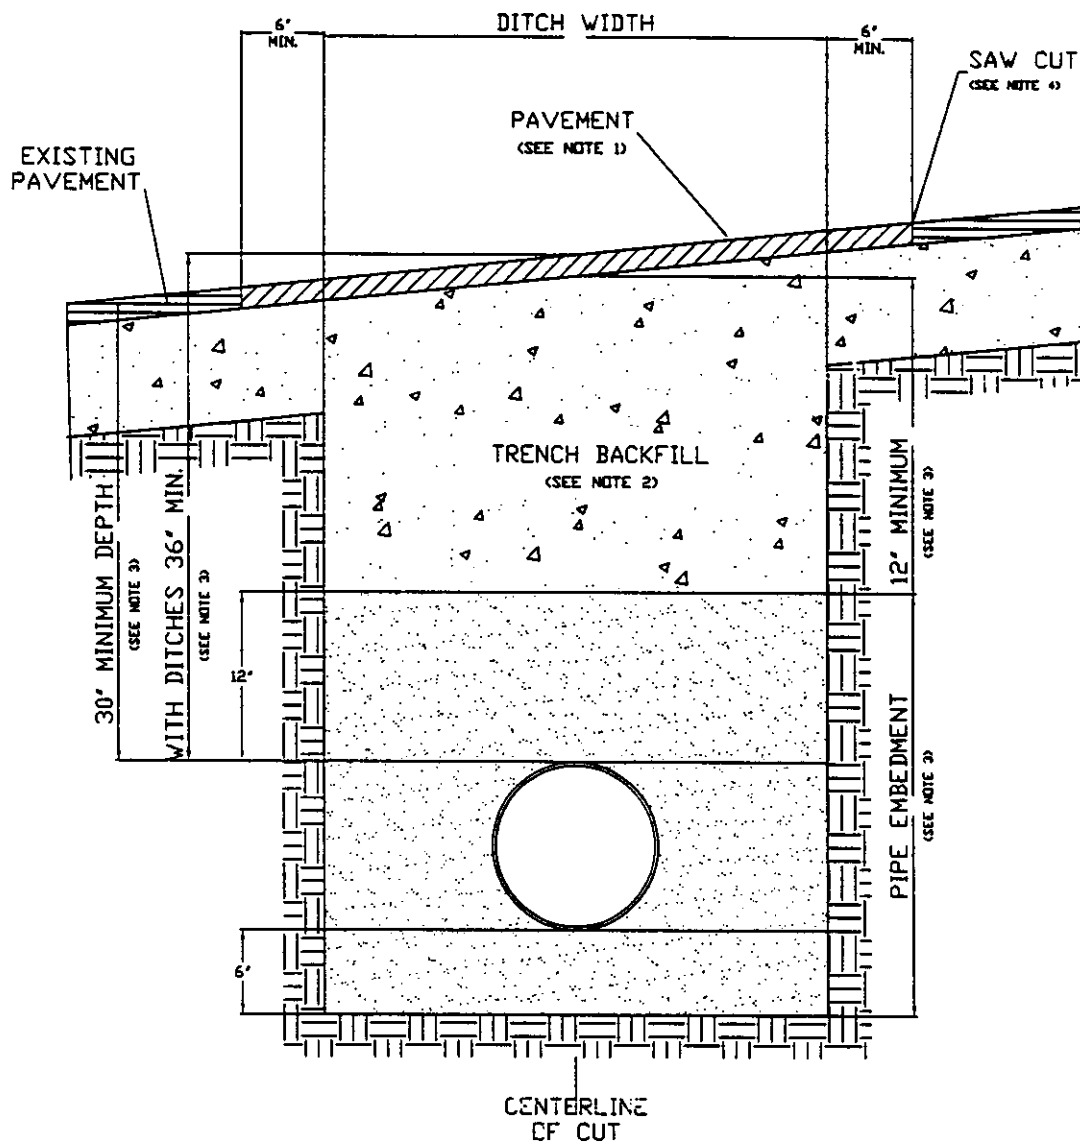 6" MIN.
DITCH WIDTH
6" MIN.
SAW CUT
(SEE NOTE 4)
PAVEMENT
(SEE NOTE 1)
EXISTING
PAVEMENT
TRENCH BACKFILL
(SEE NOTE 2)
30" MINIMUM DEPTH
(SEE NOTE 3)
WITH DITCHES 36" MIN.
(SEE NOTE 3)
12" MINIMUM
(SEE NOTE 3)
12"
PIPE EMBEDMENT
(SEE NOTE 3)
6"
CENTERLINE
OF CUT